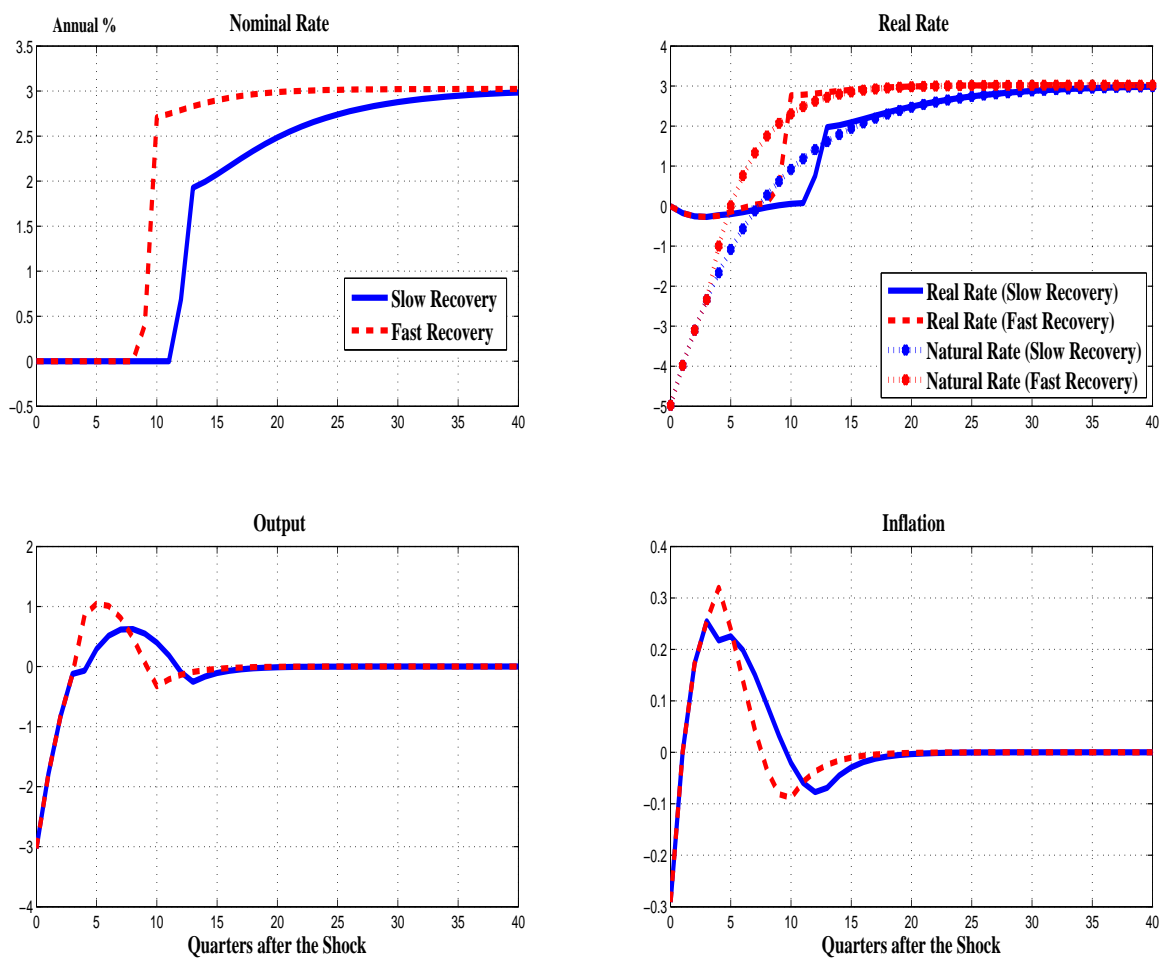 Annual %
Nominal Rate
3.5
3
2.5
2
1.5
1
0.5
0
−0.5
0 5 10 15 20 25 30 35 40
Slow Recovery
Fast Recovery
Real Rate
4
3
2
1
0
−1
−2
−3
−4
−5
0 5 10 15 20 25 30 35 40
Real Rate (Slow Recovery)
Real Rate (Fast Recovery)
Natural Rate (Slow Recovery)
Natural Rate (Fast Recovery)
Output
2
1
0
−1
−2
−3
−4
0 5 10 15 20 25 30 35 40
Quarters after the Shock
Inflation
0.4
0.3
0.2
0.1
0
−0.1
−0.2
−0.3
0 5 10 15 20 25 30 35 40
Quarters after the Shock